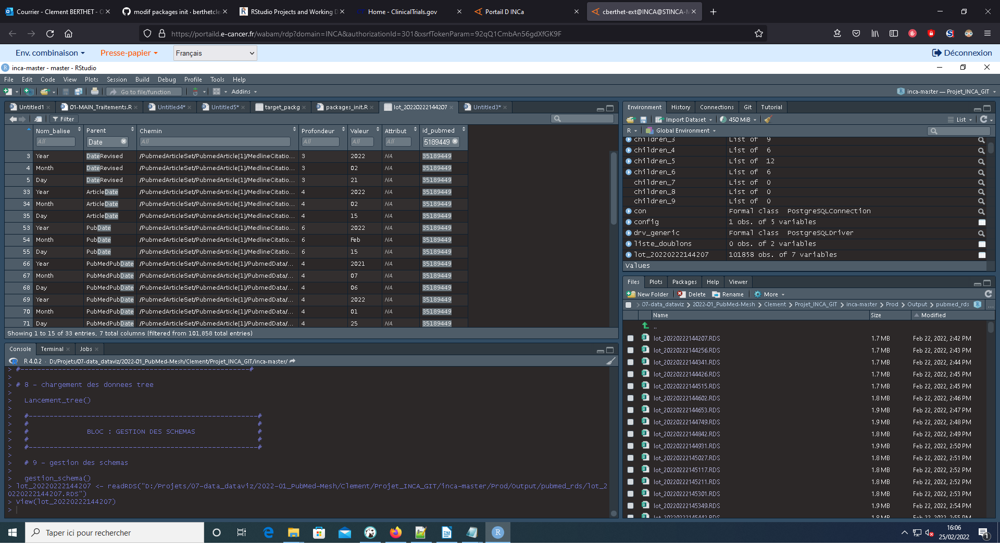 Courrier - Clement BERTHET - O
modif packages init · berthetcle
RStudio Projects and Working D
Home - ClinicalTrials.gov
Portail D INCa
cberthet-ext@INCA@STINCA-M
https://portaild.e-cancer.fr/wabam/rdp?domain=INCA&authorizationId=301&xsrfTokenParam=92qQ1CmbAn56gdXfGK9F
Env. combinaison
Presse-papier
Français
Déconnexion
inca-master - master - RStudio
File Edit Code View Plots Session Build Debug Profile Tools Help
Go to file/function
Addins
inca-master — Projet_INCA_GIT
Untitled1
01-MAIN_Traitements.R
Untitled4*
Untitled5*
target_packg
packages_init.R
lot_20220222144207
Untitled3*
Filter
Nom_balise Parent Chemin Profondeur Valeur Attribut id_pubmed
All Date All All All All 5189449
3 Year DateRevised /PubmedArticleSet/PubmedArticle[1]/MedlineCitatio... 3 2022 NA 35189449
4 Month DateRevised /PubmedArticleSet/PubmedArticle[1]/MedlineCitatio... 3 02 NA 35189449
5 Day DateRevised /PubmedArticleSet/PubmedArticle[1]/MedlineCitatio... 3 21 NA 35189449
33 Year ArticleDate /PubmedArticleSet/PubmedArticle[1]/MedlineCitatio... 4 2022 NA 35189449
34 Month ArticleDate /PubmedArticleSet/PubmedArticle[1]/MedlineCitatio... 4 02 NA 35189449
35 Day ArticleDate /PubmedArticleSet/PubmedArticle[1]/MedlineCitatio... 4 15 NA 35189449
53 Year PubDate /PubmedArticleSet/PubmedArticle[1]/MedlineCitatio... 6 2022 NA 35189449
54 Month PubDate /PubmedArticleSet/PubmedArticle[1]/MedlineCitatio... 6 Feb NA 35189449
55 Day PubDate /PubmedArticleSet/PubmedArticle[1]/MedlineCitatio... 6 15 NA 35189449
66 Year PubMedPubDate /PubmedArticleSet/PubmedArticle[1]/PubmedData/... 4 2021 NA 35189449
67 Month PubMedPubDate /PubmedArticleSet/PubmedArticle[1]/PubmedData/... 4 07 NA 35189449
68 Day PubMedPubDate /PubmedArticleSet/PubmedArticle[1]/PubmedData/... 4 06 NA 35189449
69 Year PubMedPubDate /PubmedArticleSet/PubmedArticle[1]/PubmedData/... 4 2022 NA 35189449
70 Month PubMedPubDate /PubmedArticleSet/PubmedArticle[1]/PubmedData/... 4 01 NA 35189449
71 Day PubMedPubDate /PubmedArticleSet/PubmedArticle[1]/PubmedData/... 4 25 NA 35189449
Showing 1 to 15 of 33 entries, 7 total columns (filtered from 101,858 total entries)
Console Terminal Jobs
R 4.0.2 · D:/Projets/07-data_dataviz/2022-01_PubMed-Mesh/Clement/Projet_INCA_GIT/inca-master/
> #-------------------------------------------------------#
>
> # 8 - chargement des donnees tree
>
> Lancement_tree()
>
> #-------------------------------------------------------#
> # #
> # BLOC : GESTION DES SCHEMAS #
> # #
> #-------------------------------------------------------#
>
> # 9 - gestion des schemas
>
> gestion_schema()
> lot_20220222144207 <- readRDS("D:/Projets/07-data_dataviz/2022-01_PubMed-Mesh/Clement/Projet_INCA_GIT/inca-master/Prod/Output/pubmed_rds/lot_2
0220222144207.RDS")
> View(lot_20220222144207)
>
Environment History Connections Git Tutorial
Import Dataset 450 MiB List
R Global Environment
children_3 List of 9
children_4 List of 6
children_5 List of 12
children_6 List of 6
children_7 List of 0
children_8 List of 0
children_9 List of 0
con Formal class PostgreSQLConnection
config 1 obs. of 5 variables
drv_generic Formal class PostgreSQLDriver
liste_doublons 0 obs. of 2 variables
lot_20220222144207 101858 obs. of 7 variables
Values
Files Plots Packages Help Viewer
New Folder Delete Rename More
07-data_dataviz > 2022-01_PubMed-Mesh > Clement > Projet_INCA_GIT > inca-master > Prod > Output > pubmed_rds ...
Name Size Modified
..
lot_20220222144207.RDS 1.7 MB Feb 22, 2022, 2:42 PM
lot_20220222144256.RDS 1.7 MB Feb 22, 2022, 2:43 PM
lot_20220222144341.RDS 1.7 MB Feb 22, 2022, 2:44 PM
lot_20220222144426.RDS 1.7 MB Feb 22, 2022, 2:45 PM
lot_20220222144515.RDS 1.7 MB Feb 22, 2022, 2:45 PM
lot_20220222144602.RDS 1.8 MB Feb 22, 2022, 2:46 PM
lot_20220222144653.RDS 1.9 MB Feb 22, 2022, 2:47 PM
lot_20220222144749.RDS 1.9 MB Feb 22, 2022, 2:48 PM
lot_20220222144842.RDS 1.8 MB Feb 22, 2022, 2:49 PM
lot_20220222144931.RDS 1.9 MB Feb 22, 2022, 2:50 PM
lot_20220222145027.RDS 1.8 MB Feb 22, 2022, 2:51 PM
lot_20220222145117.RDS 1.8 MB Feb 22, 2022, 2:52 PM
lot_20220222145211.RDS 1.8 MB Feb 22, 2022, 2:52 PM
lot_20220222145301.RDS 1.8 MB Feb 22, 2022, 2:53 PM
lot_20220222145349.RDS 1.9 MB Feb 22, 2022, 2:54 PM
lot_20220222145442.RDS 1.8 MB Feb 22, 2022, 2:55 PM
Taper ici pour rechercher
16:06
25/02/2022
1